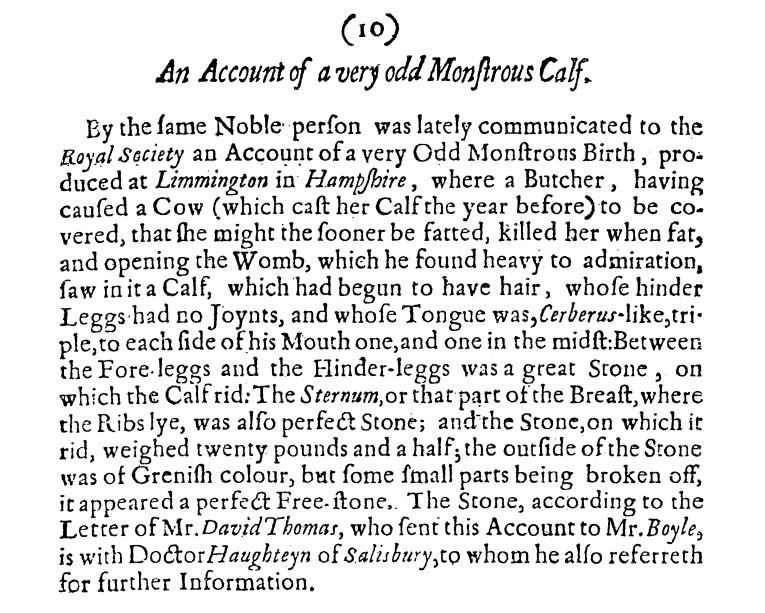 (10)
An Account of a very odd Monſtrous Calf.
By the ſame Noble perſon was lately communicated to the
Royal Society an Account of a very Odd Monſtrous Birth, pro-
duced at Limmington in Hampſhire, where a Butcher, having
cauſed a Cow (which caſt her Calf the year before) to be co-
vered, that ſhe might the ſooner be fatted, killed her when fat,
and opening the Womb, which he found heavy to admiration,
ſaw in it a Calf, which had begun to have hair, whoſe hinder
Leggs had no Joynts, and whoſe Tongue was, Cerberus-like, tri-
ple, to each ſide of his Mouth one, and one in the midſt: Between
the Fore-leggs and the Hinder-leggs was a great Stone, on
which the Calf rid: The Sternum, or that part of the Breaſt, where
the Ribs lye, was alſo perfect Stone; and the Stone, on which it
rid, weighed twenty pounds and a half; the outſide of the Stone
was of Greniſh colour, but ſome ſmall parts being broken off,
it appeared a perfect Free-ſtone. The Stone, according to the
Letter of Mr. David Thomas, who ſent this Account to Mr. Boyle,
is with Doctor Haughteyn of Salisbury, to whom he alſo referreth
for further Information.